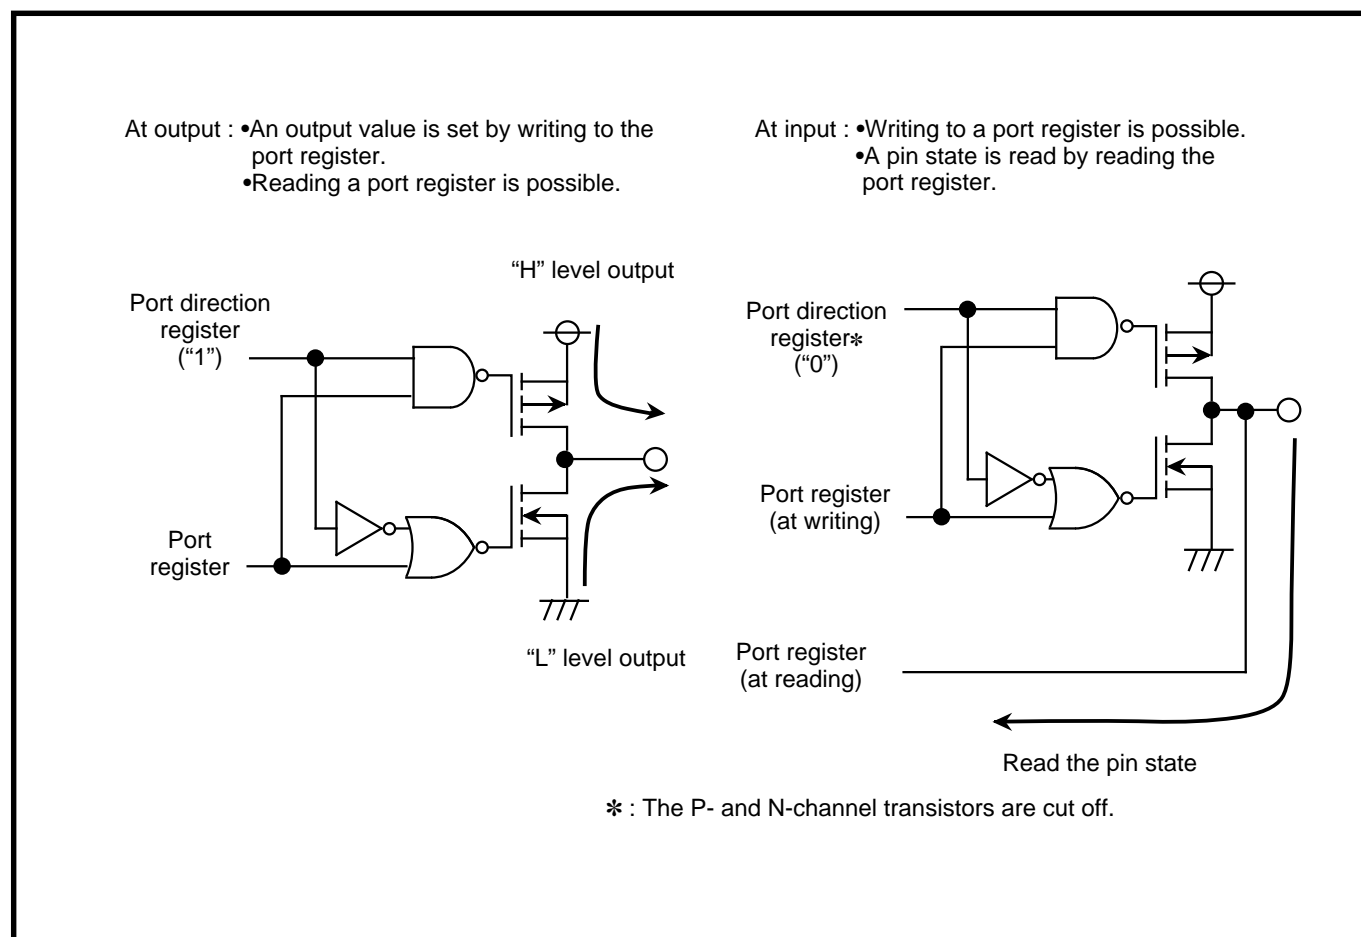 At output : •An output value is set by writing to the
port register.
•Reading a port register is possible.
At input : •Writing to a port register is possible.
•A pin state is read by reading the
port register.
“H” level output
Port direction
register
(“1”)
Port
register
“L” level output
Port direction
register✻
(“0”)
Port register
(at writing)
Port register
(at reading)
Read the pin state
✻ : The P- and N-channel transistors are cut off.